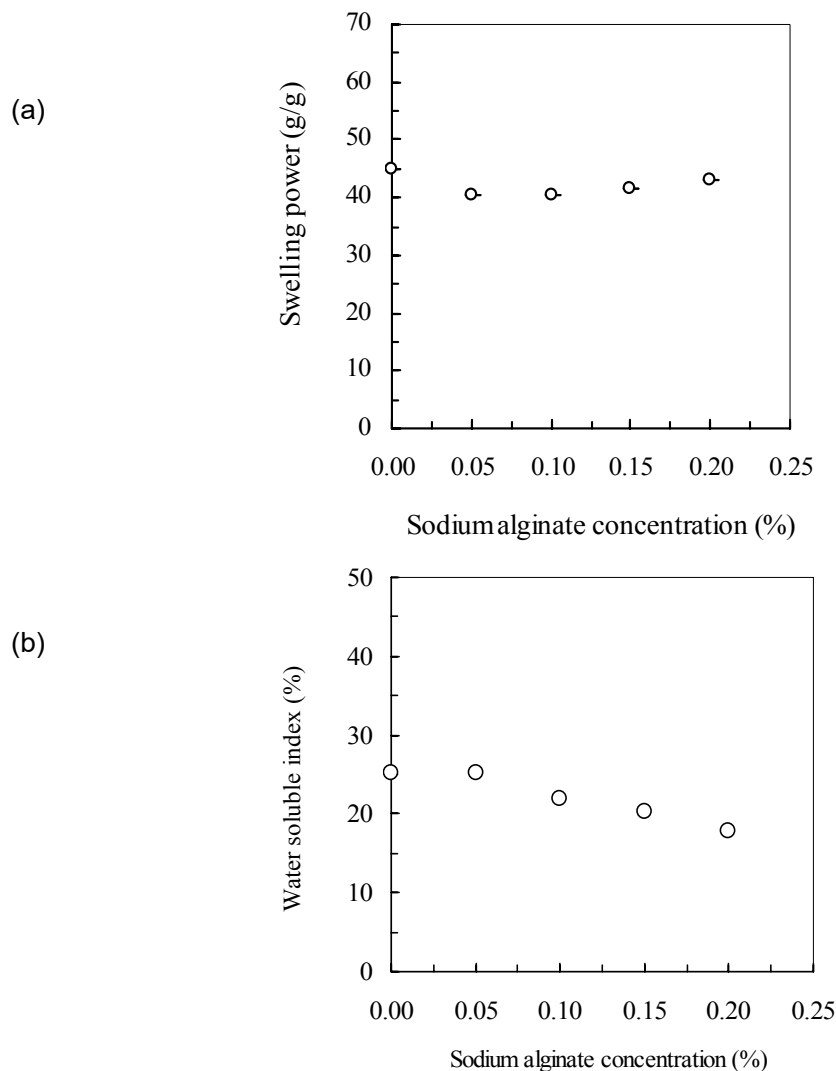 (a)
Swelling power (g/g)
70
60
50
40
30
20
10
0
0.00 0.05 0.10 0.15 0.20 0.25
Sodium alginate concentration (%)
(b)
Water soluble index (%)
50
40
30
20
10
0
0.00 0.05 0.10 0.15 0.20 0.25
Sodium alginate concentration (%)